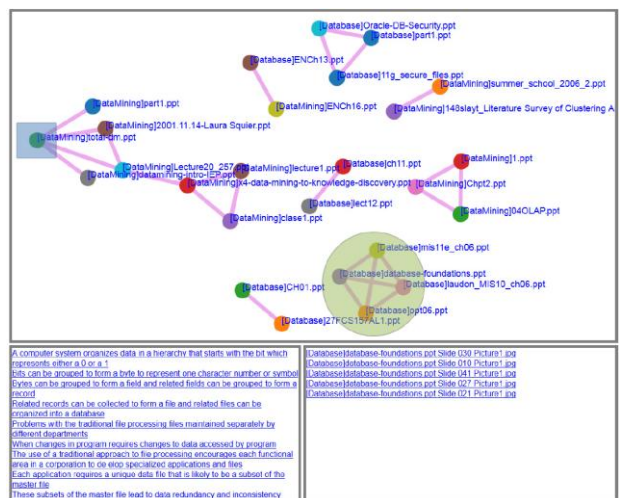 [Database]Oracle-DB-Security.ppt
[Database]part1.ppt
[Database]ENCh13.ppt
[Database]11g_secure_files.ppt
[DataMining]summer_school_2006_2.ppt
[DataMining]part1.ppt
[DataMining]ENCh16.ppt
[DataMining]148slayt_Literature Survey of Clustering A
[DataMining]2001.11.14-Laura Squier.ppt
[DataMining]total-dm.ppt
[DataMining]Lecture20_257
[DataMining]lecture1.ppt
[Database]ch11.ppt
[DataMining]1.ppt
[DataMining]datamining-intro-IEP.ppt
[DataMining]x4-data-mining-to-knowledge-discovery.ppt
[DataMining]Chpt2.ppt
[Database]lect12.ppt
[DataMining]clase1.ppt
[DataMining]04OLAP.ppt
[Database]mis11e_ch06.ppt
[Database]database-foundations.ppt
[Database]CH01.ppt
[Database]laudon_MIS10_ch06.ppt
[Database]ppt06.ppt
[Database]27FCS157AL1.ppt
A computer system organizes data in a hierarchy that starts with the bit which
represents either a 0 or a 1
Bits can be grouped to form a byte to represent one character number or symbol
Bytes can be grouped to form a field and related fields can be grouped to form a
record
Related records can be collected to form a file and related files can be
organized into a database
Problems with the traditional file processing files maintained separately by
different departments
When changes in program requires changes to data accessed by program
The use of a traditional approach to file processing encourages each functional
area in a corporation to de elop specialized applications and files
Each application requires a unique data file that is likely to be a subset of the
master file
These subsets of the master file lead to data redundancy and inconsistency
[Database]database-foundations.ppt Slide 030 Picture1.jpg
[Database]database-foundations.ppt Slide 010 Picture1.jpg
[Database]database-foundations.ppt Slide 041 Picture1.jpg
[Database]database-foundations.ppt Slide 027 Picture1.jpg
[Database]database-foundations.ppt Slide 021 Picture1.jpg